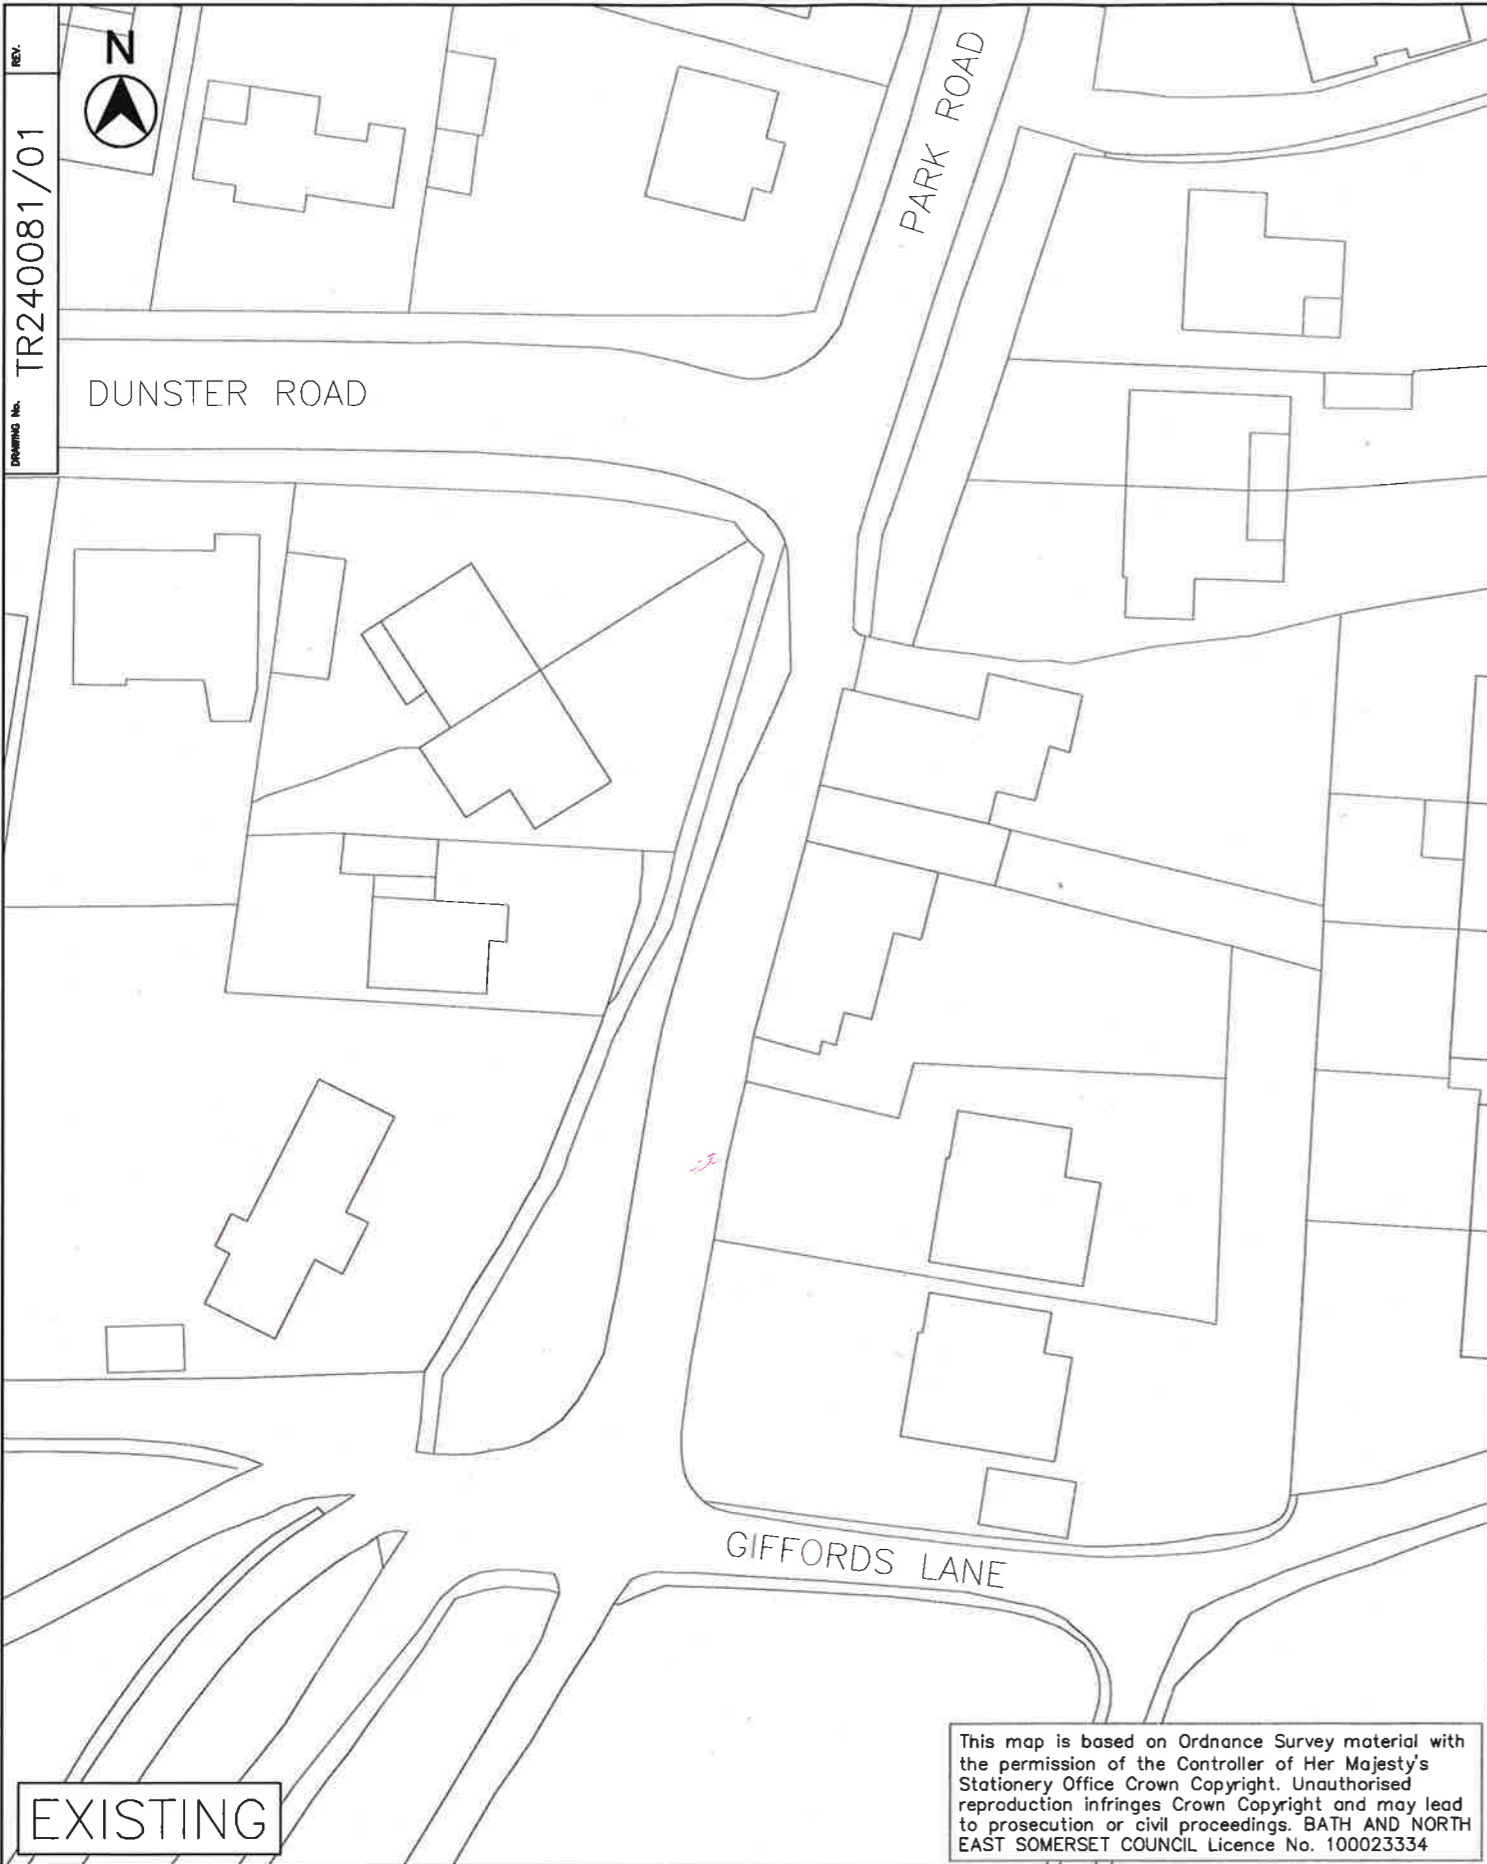 REV.
DRAWING No. TR240081/01
N
PARK ROAD
DUNSTER ROAD
GIFFORDS LANE
EXISTING
This map is based on Ordnance Survey material with
the permission of the Controller of Her Majesty's
Stationery Office Crown Copyright. Unauthorised
reproduction infringes Crown Copyright and may lead
to prosecution or civil proceedings. BATH AND NORTH
EAST SOMERSET COUNCIL Licence No. 100023334